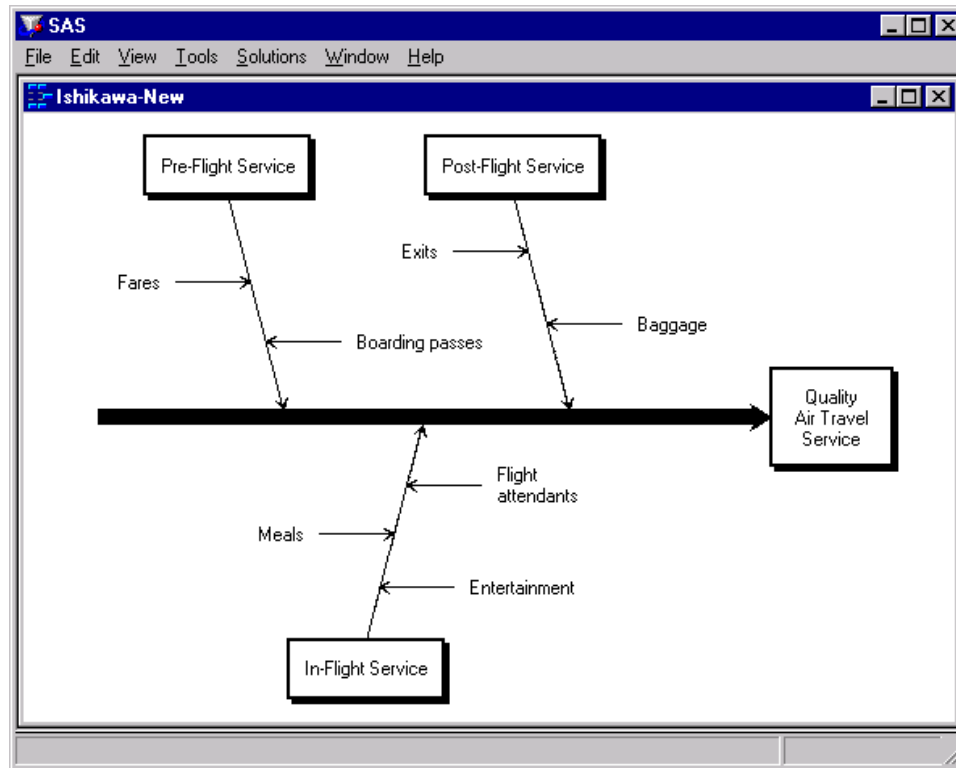 SAS
File Edit View Tools Solutions Window Help
Ishikawa-New
Pre-Flight Service
Post-Flight Service
Exits
Fares
Baggage
Boarding passes
Quality
Air Travel
Service
Flight
attendants
Meals
Entertainment
In-Flight Service